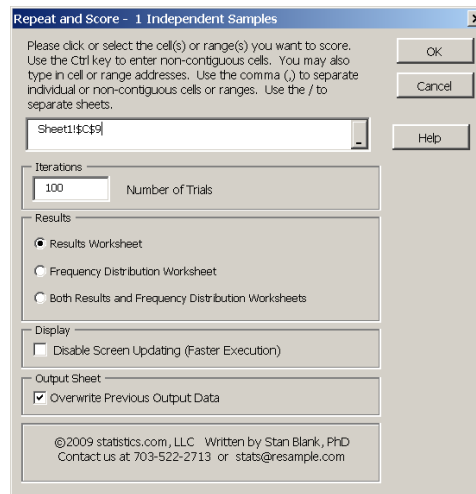 Repeat and Score - 1 Independent Samples
Please click or select the cell(s) or range(s) you want to score.
Use the Ctrl key to enter non-contiguous cells. You may also
type in cell or range addresses. Use the comma (,) to separate
individual or non-contiguous cells or ranges. Use the / to
separate sheets.
OK
Cancel
Sheet1!$C$9
Help
Iterations
100 Number of Trials
Results
Results Worksheet
Frequency Distribution Worksheet
Both Results and Frequency Distribution Worksheets
Display
Disable Screen Updating (Faster Execution)
Output Sheet
Overwrite Previous Output Data
©2009 statistics.com, LLC Written by Stan Blank, PhD
Contact us at 703-522-2713 or stats@resample.com